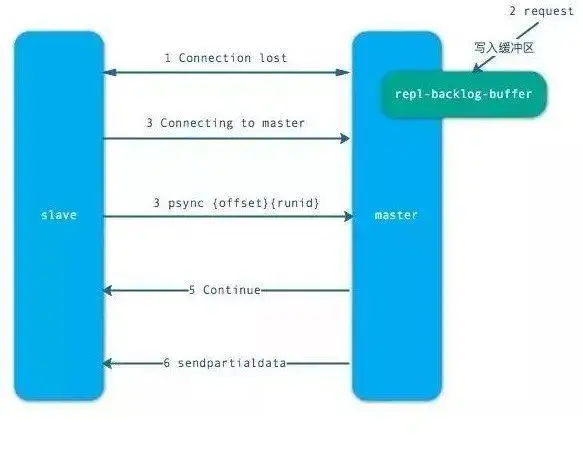 2 request
写入缓冲区
1 Connection lost
repl-backlog-buffer
3 Connecting to master
3 psync {offset}{runid}
slave
master
5 Continue
6 sendpartialdata